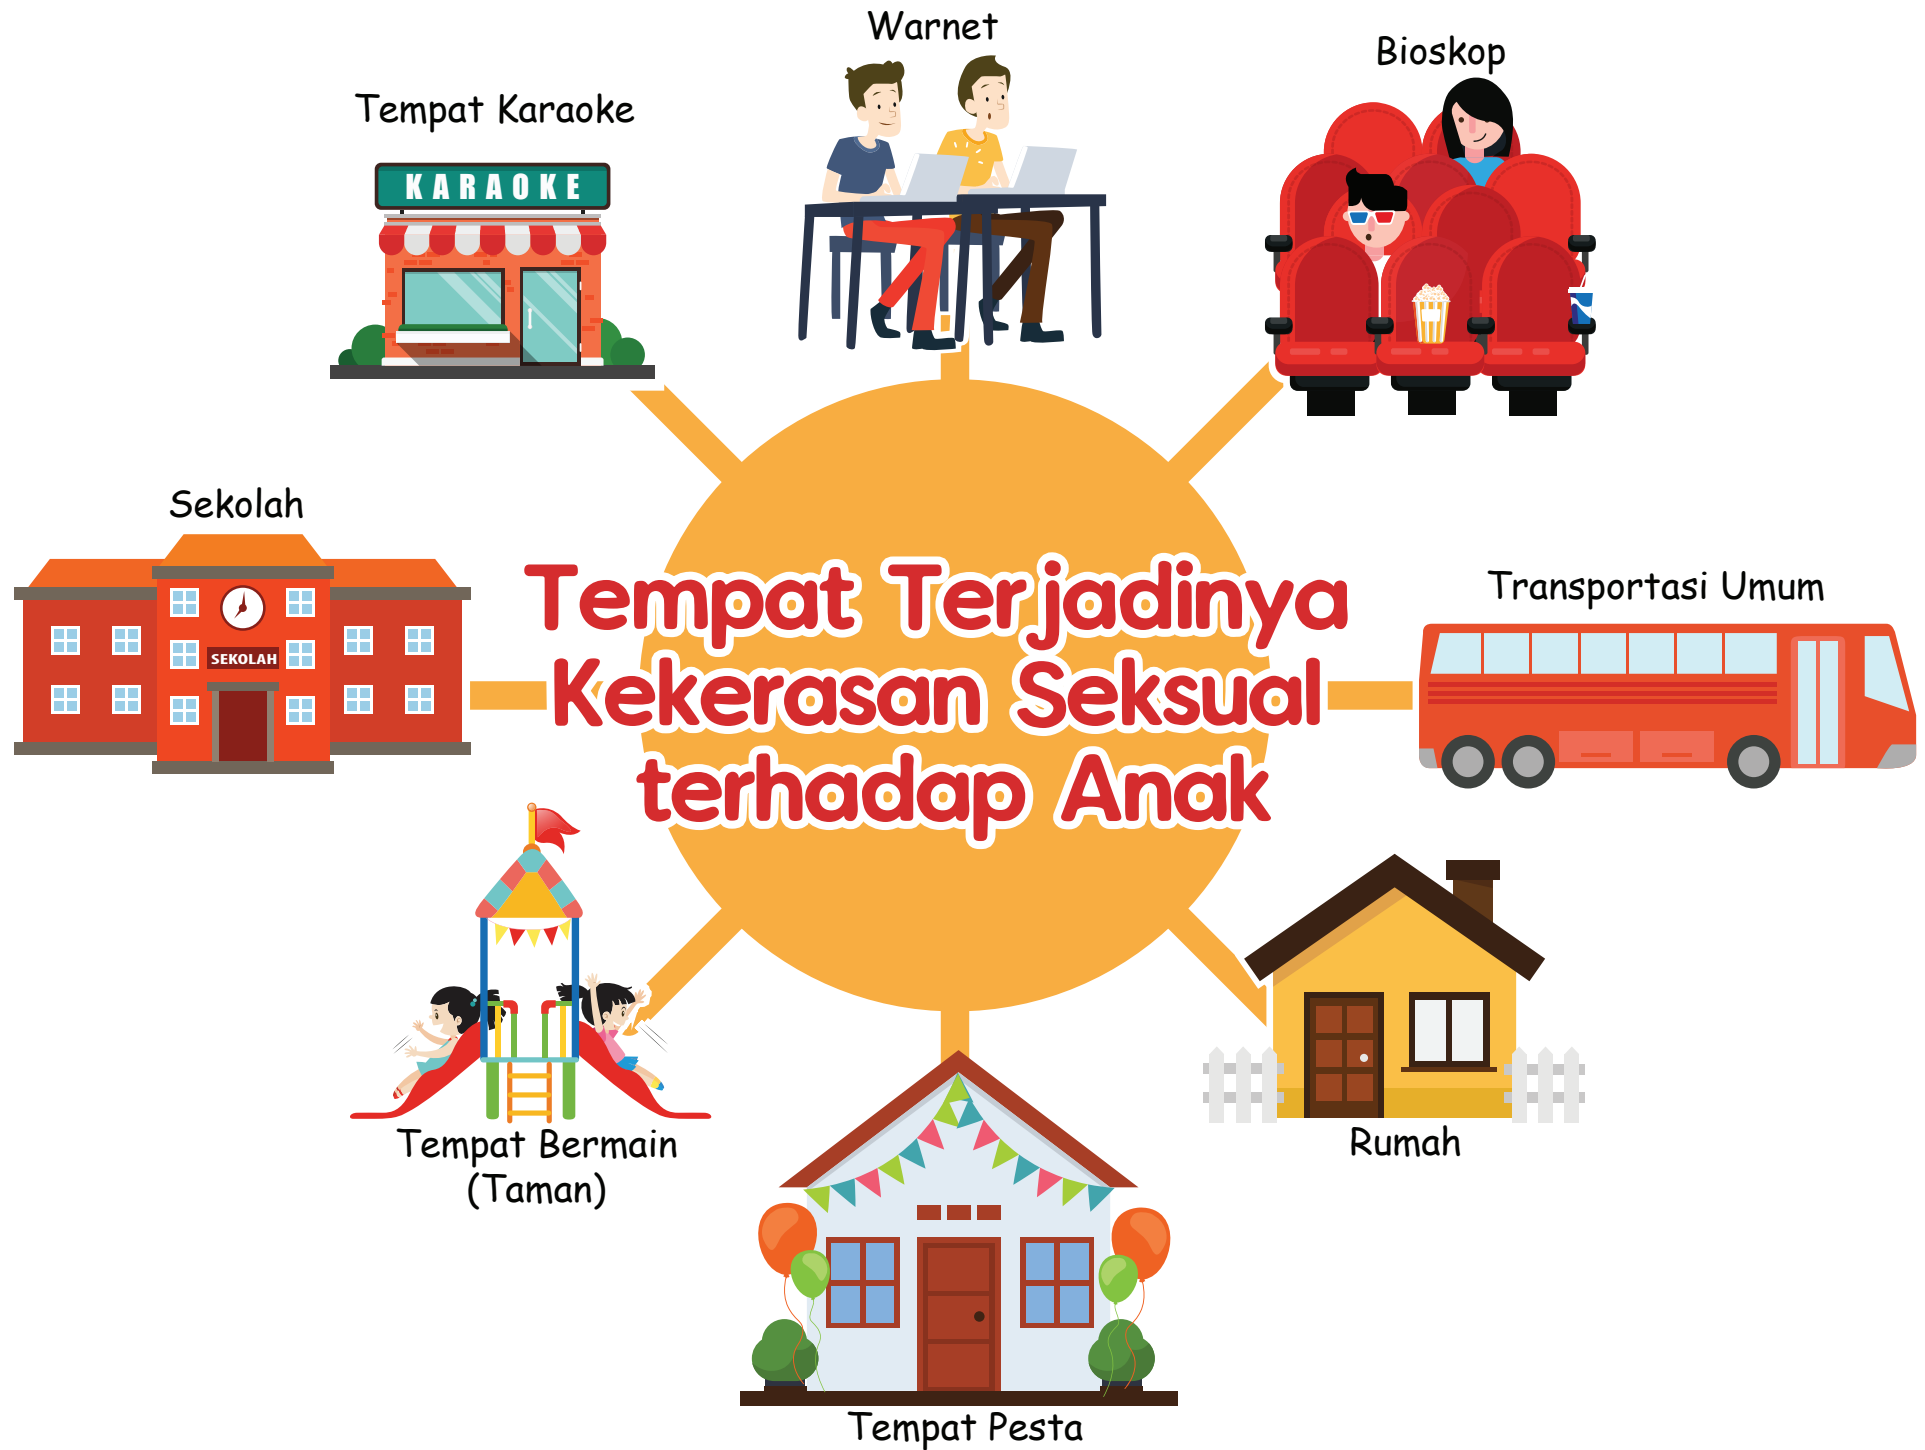 Warnet
Bioskop
Tempat Karaoke
KARAOKE
Sekolah
SEKOLAH
Tempat Terjadinya
Kekerasan Seksual
terhadap Anak
Transportasi Umum
Tempat Bermain
(Taman)
Rumah
Tempat Pesta